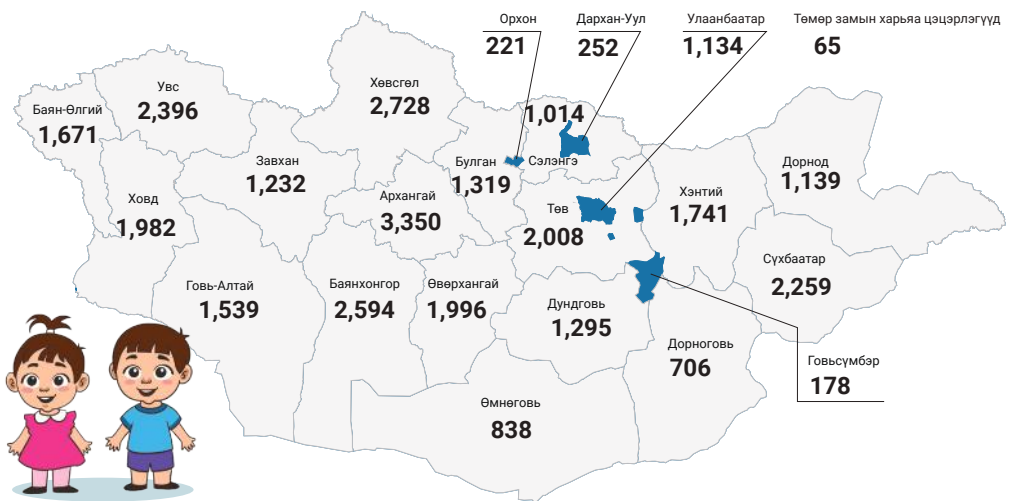 Орхон
221
Дархан-Уул
252
Улаанбаатар
1,134
Төмөр замын харьяа цэцэрлэгүүд
65
Увс
2,396
Хөвсгөл
2,728
Баян-Өлгий
1,671
1,014
Сэлэнгэ
Завхан
1,232
Булган
1,319
Дорнод
1,139
Ховд
1,982
Архангай
3,350
Төв
2,008
Хэнтий
1,741
Сүхбаатар
2,259
Говь-Алтай
1,539
Баянхонгор
2,594
Өвөрхангай
1,996
Дундговь
1,295
Дорноговь
706
Говьсүмбэр
178
Өмнөговь
838